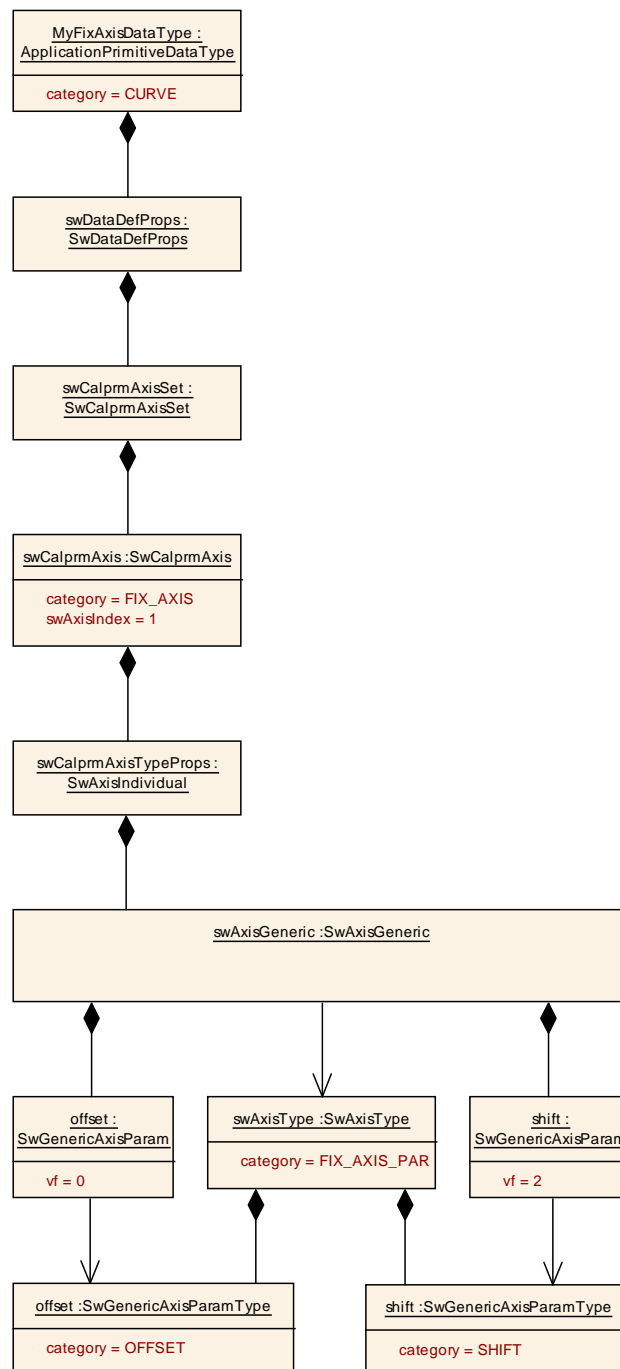 MyFixAxisDataType :
ApplicationPrimitiveDataType
category = CURVE
swDataDefProps :
SwDataDefProps
swCalprmAxisSet :
SwCalprmAxisSet
swCalprmAxis :SwCalprmAxis
category = FIX_AXIS
swAxisIndex = 1
swCalprmAxisTypeProps :
SwAxisIndividual
swAxisGeneric :SwAxisGeneric
offset :
SwGenericAxisParam
vf = 0
swAxisType :SwAxisType
category = FIX_AXIS_PAR
shift :
SwGenericAxisParam
vf = 2
offset :SwGenericAxisParamType
category = OFFSET
shift :SwGenericAxisParamType
category = SHIFT